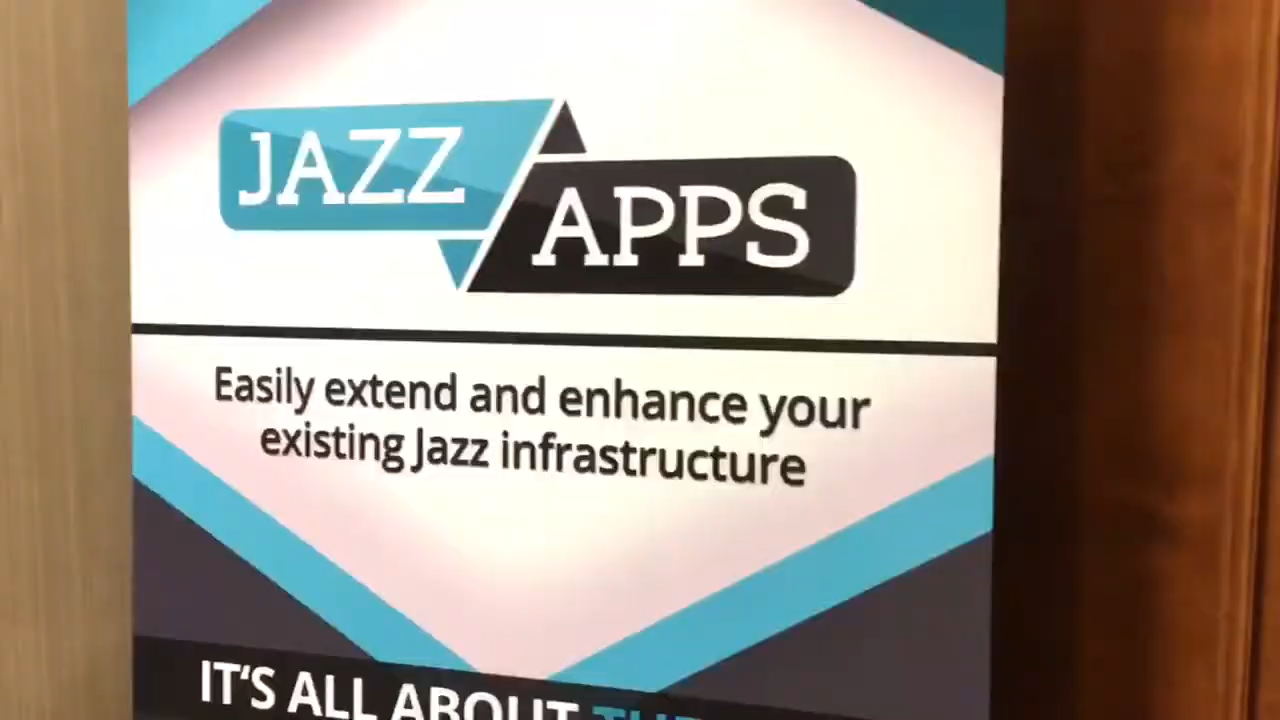 JAZZ
APPS
Easily extend and enhance your
existing Jazz infrastructure
IT'S ALL ABOUT